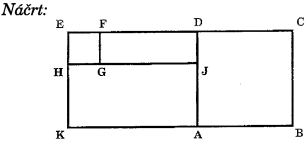 Náčrt:
E F D C
H G J
K A B